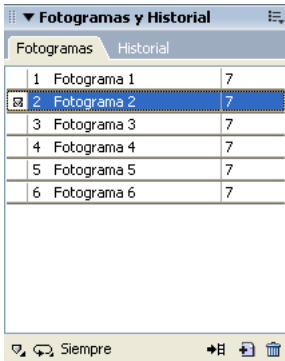 Fotogramas y Historial
Fotogramas Historial
1 Fotograma 1 7
2 Fotograma 2 7
3 Fotograma 3 7
4 Fotograma 4 7
5 Fotograma 5 7
6 Fotograma 6 7
Siempre